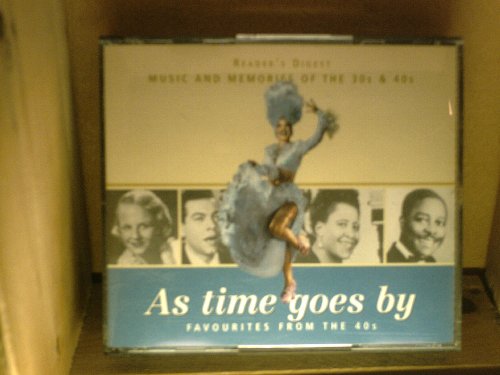 READER'S DIGEST
MUSIC AND MEMORIES OF THE 30s & 40s
As time goes by
FAVOURITES FROM THE 40s